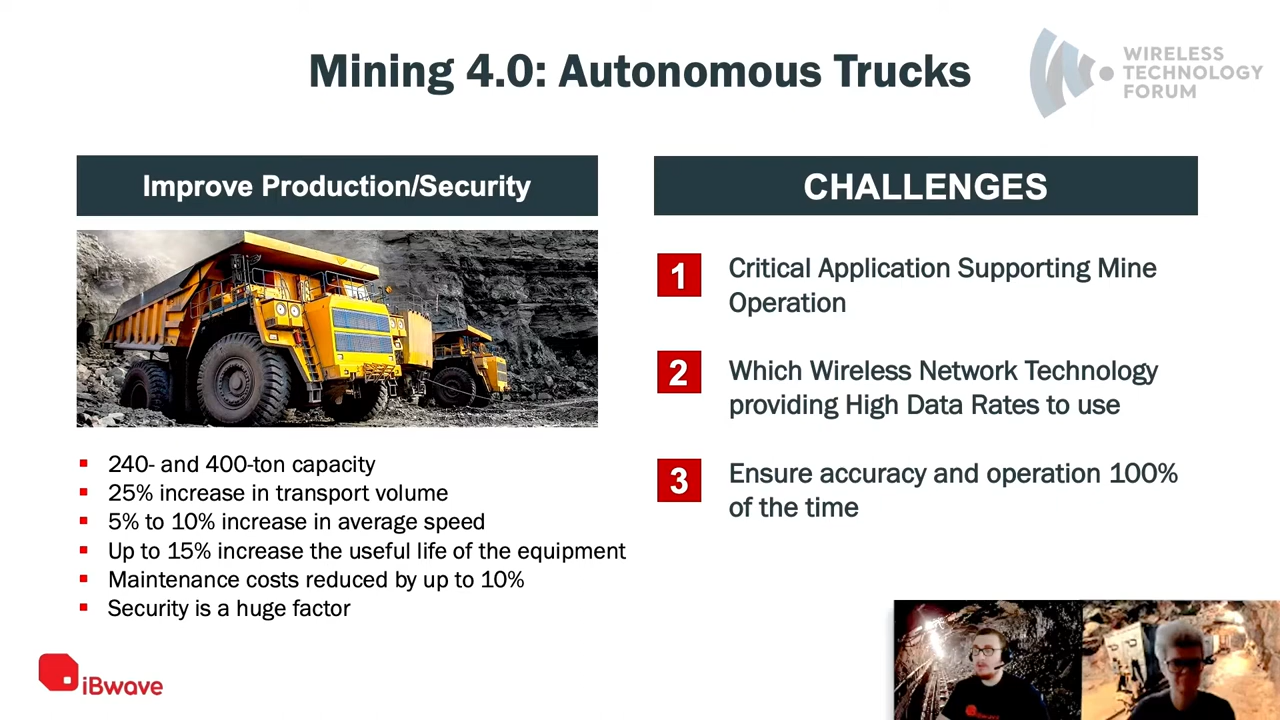 Mining 4.0: Autonomous Trucks
WIRELESS
TECHNOLOGY
FORUM
Improve Production/Security
240- and 400-ton capacity
25% increase in transport volume
5% to 10% increase in average speed
Up to 15% increase the useful life of the equipment
Maintenance costs reduced by up to 10%
Security is a huge factor
CHALLENGES
1
Critical Application Supporting Mine
Operation
2
Which Wireless Network Technology
providing High Data Rates to use
3
Ensure accuracy and operation 100%
of the time
iBwave
iBwave